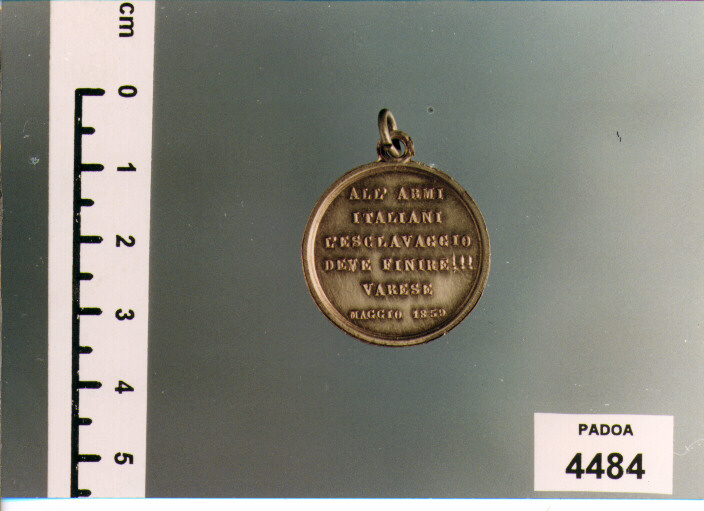 cm
0
1
2
3
4
5
ALL' ARMI
ITALIANI
L'ESCLAVAGGIO
DEVE FINIRE!!!
VARESE
MAGGIO 1859
PADOA
4484